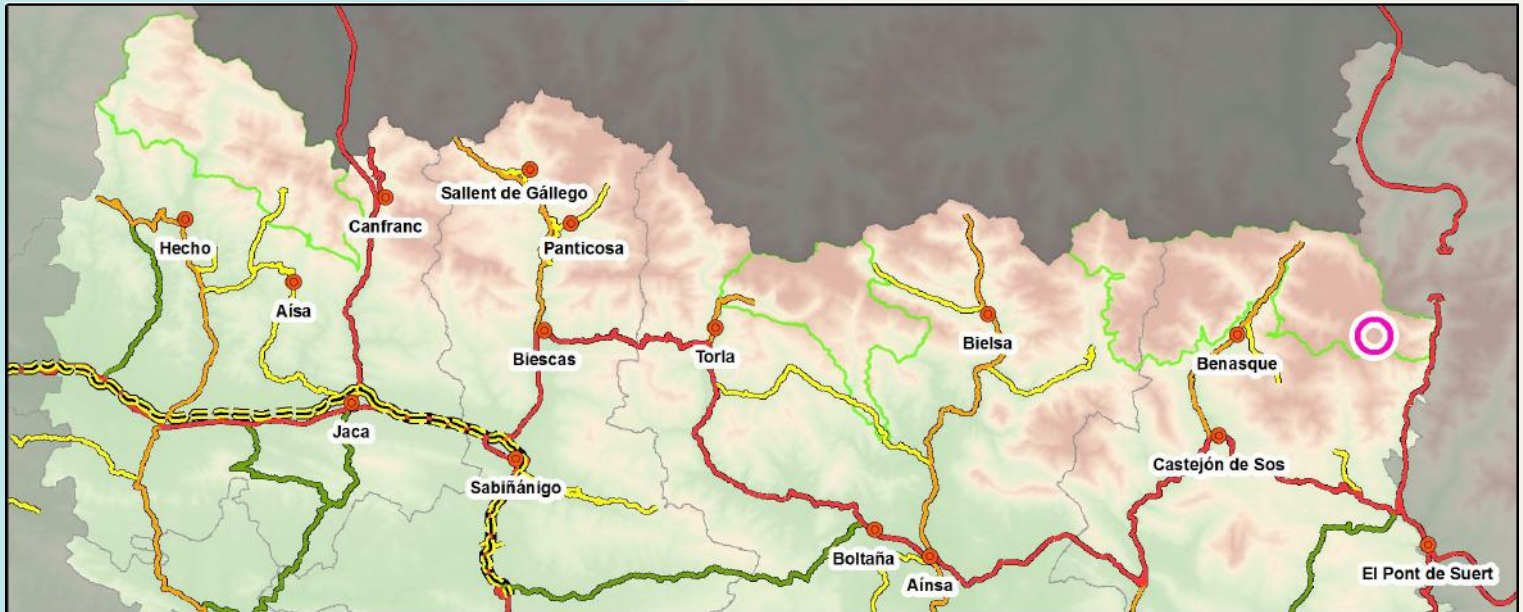 Sallent de Gállego
Canfranc
Hecho
Panticosa
Aísa
Bielsa
Biescas
Torla
Benasque
Jaca
Castejón de Sos
Sabiñánigo
Boltaña
El Pont de Suert
Aínsa